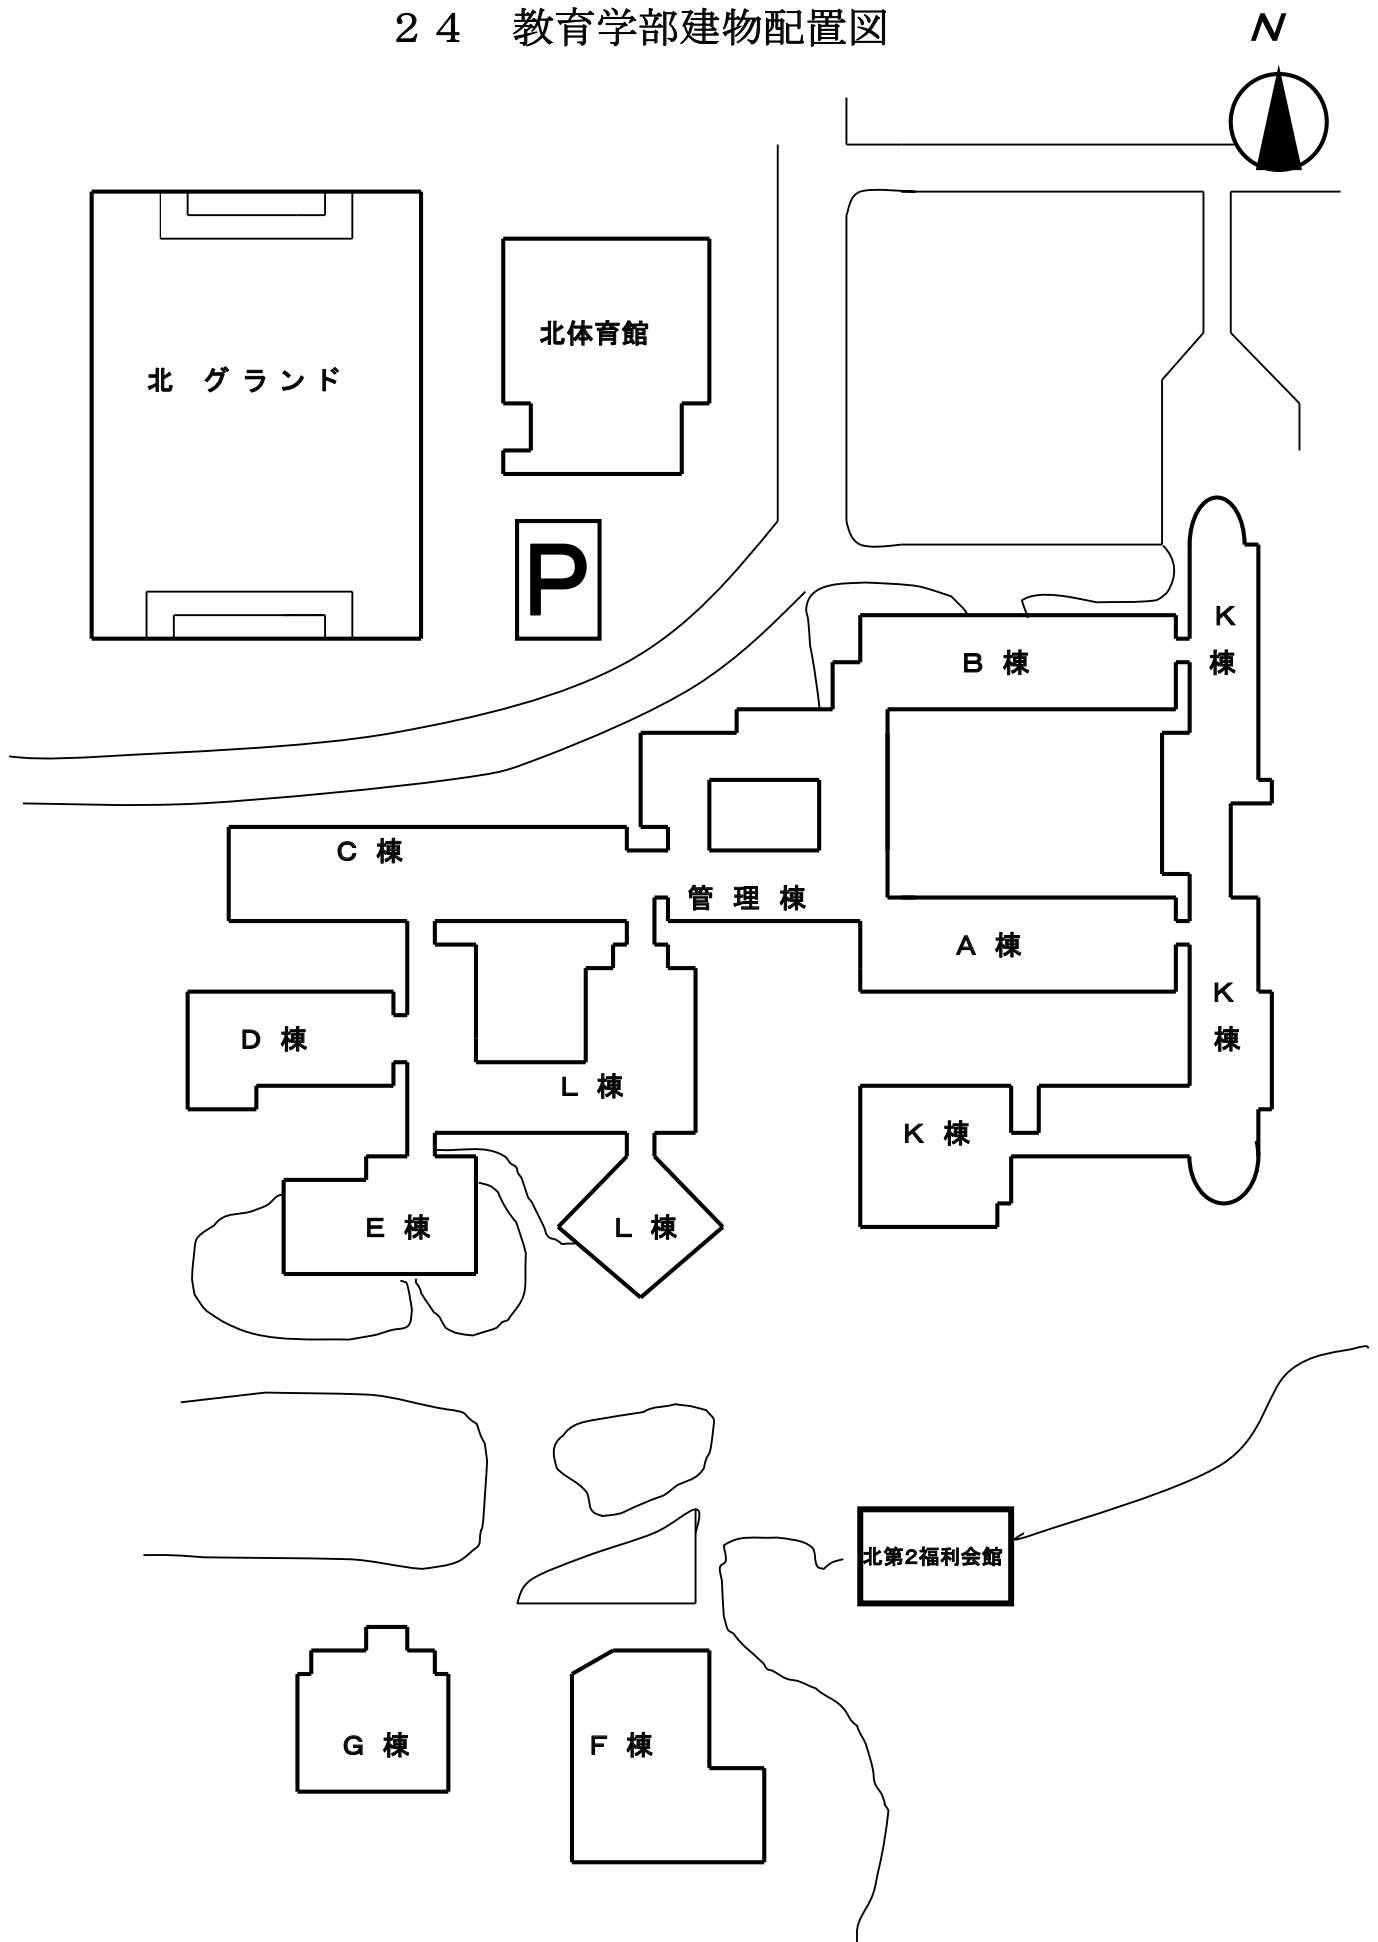 ２４　教育学部建物配置図
N
北体育館
北　グランド
P
K
棟
B 棟
C 棟
管 理 棟
A 棟
K
棟
D 棟
L 棟
K 棟
E 棟
L 棟
北第2福利会館
G 棟
F 棟